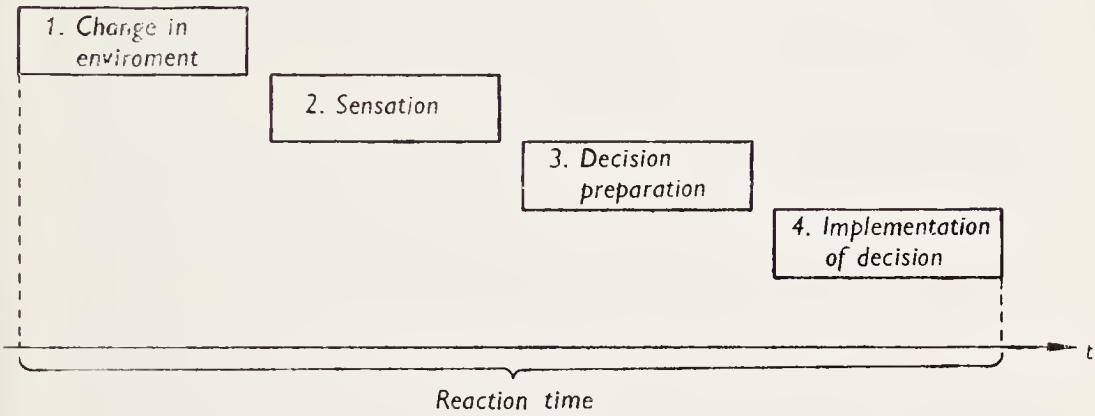 1. Change in
enviroment
2. Sensation
3. Decision
preparation
4. Implementation
of decision
t
Reaction time